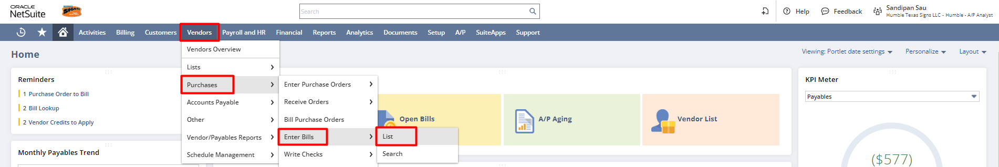 ORACLE
NetSuite
SIGNS
Search
Help
Feedback
Sandipan Sau
Humble Texas Signs LLC - Humble - A/P Analyst
Activities
Billing
Customers
Vendors
Payroll and HR
Financial
Reports
Analytics
Documents
Setup
A/P
SuiteApps
Support
Home
Viewing: Portlet date settings
Personalize
Layout
Vendors Overview
Lists
Purchases
Accounts Payable
Other
Vendor/Payables Reports
Schedule Management
Enter Purchase Orders
Receive Orders
Bill Purchase Orders
Enter Bills
Write Checks
List
Search
Reminders
1 Purchase Order to Bill
2 Bill Lookup
2 Vendor Credits to Apply
Monthly Payables Trend
Open Bills
A/P Aging
Vendor List
KPI Meter
Payables
($577)